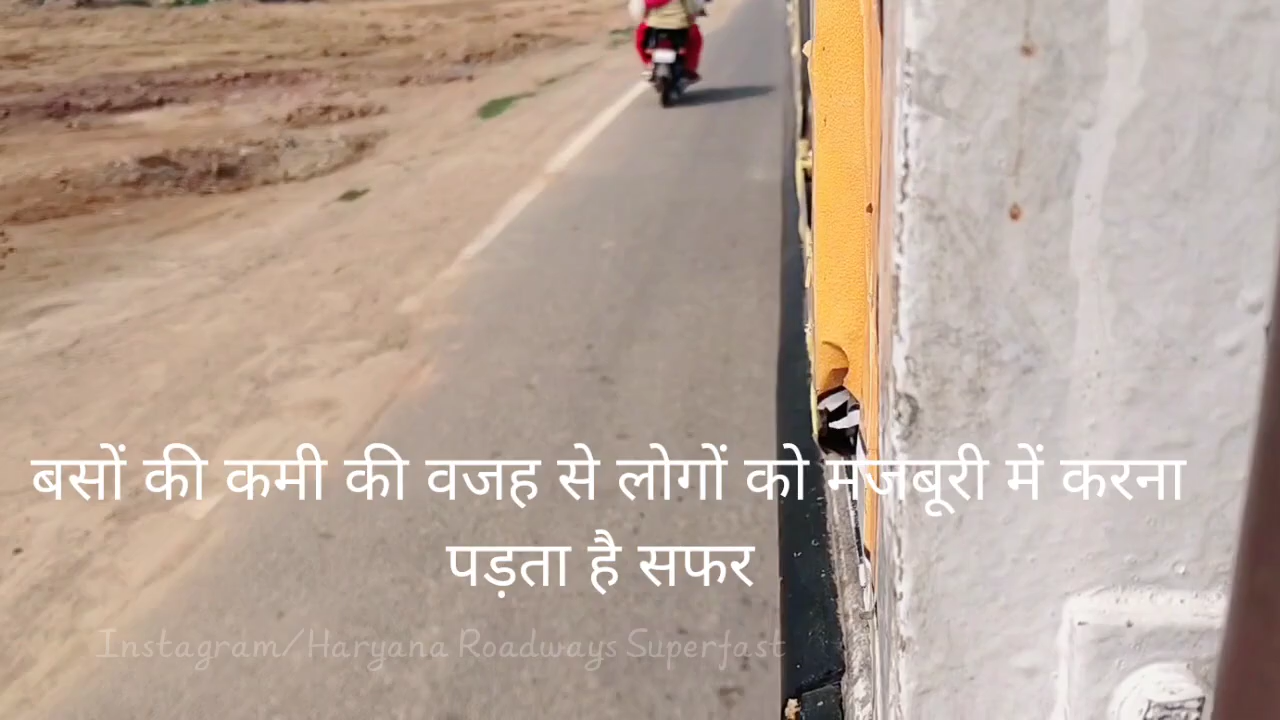 बसों की कमी की वजह से लोगों को मजबूरी में करना
पड़ता है सफर
Instagram/Haryana Roadways Superfast